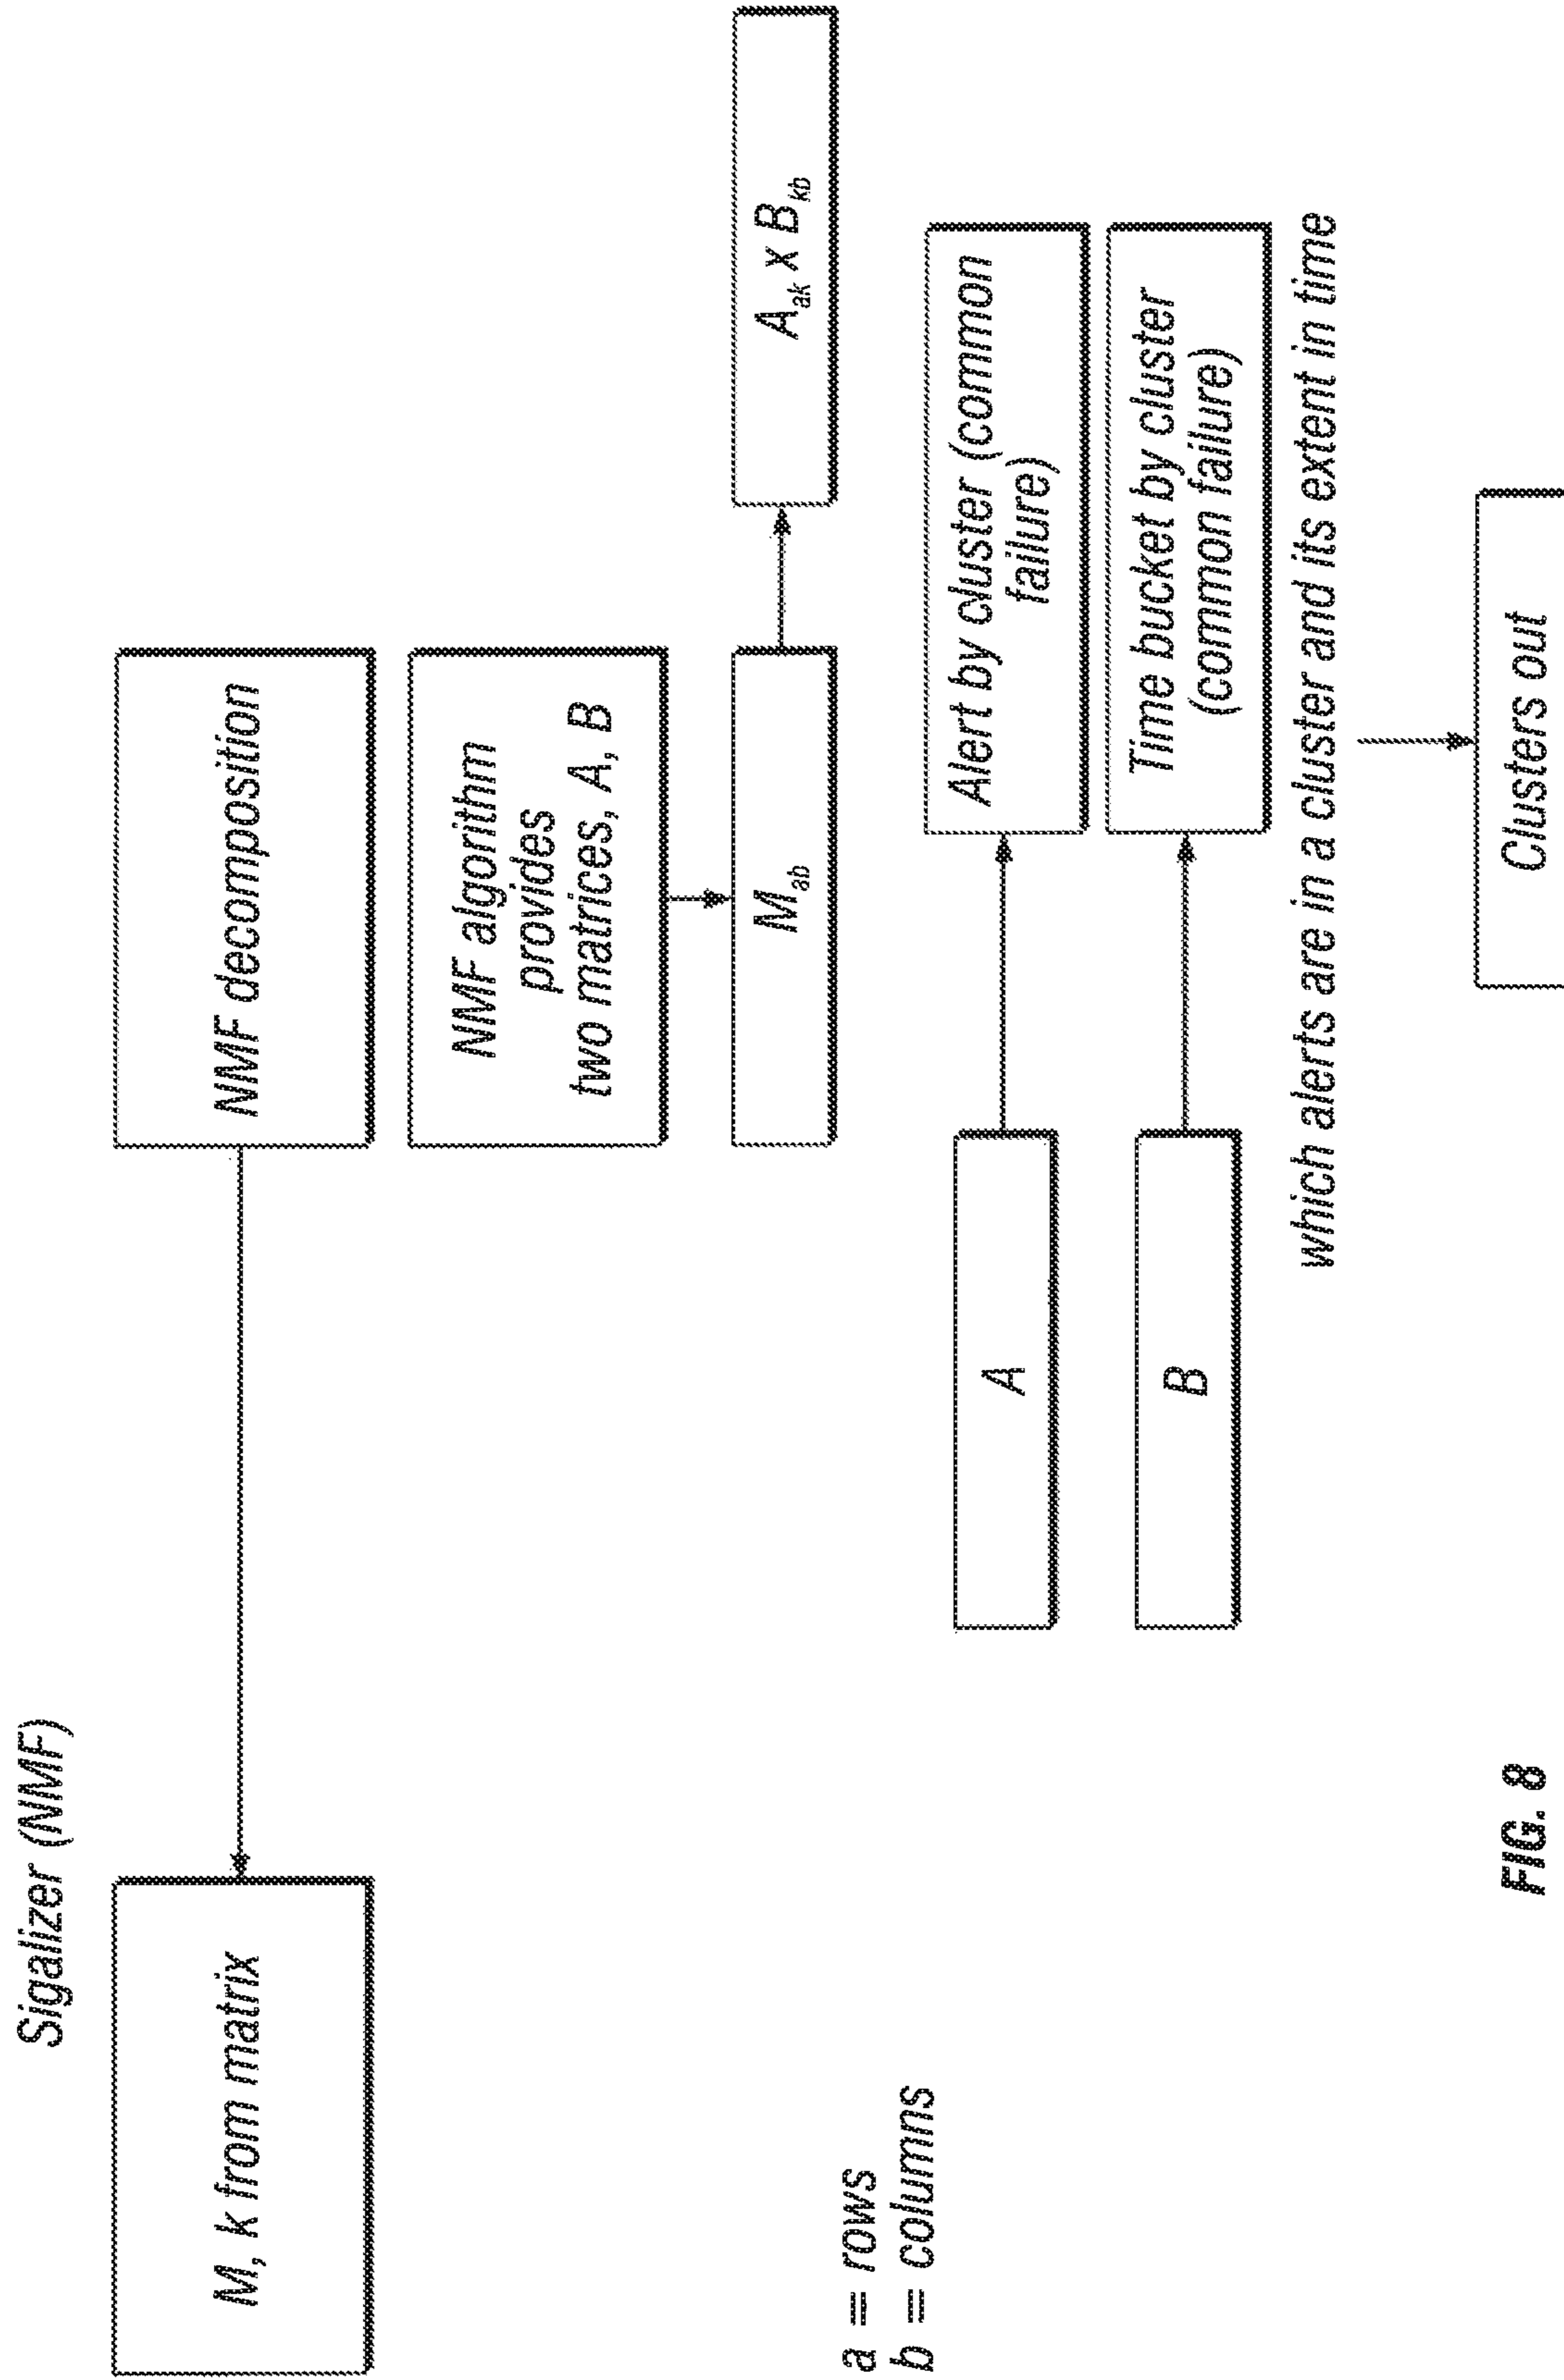 Sigalizer (NMF)
M, k from matrix
NMF decomposition
NMF algorithm
provides
two matrices, A, B
M_ab
A_ak x B_kb
a = rows
b = columns
A
Alert by cluster (common
failure)
B
Time bucket by cluster
(common failure)
which alerts are in a cluster and its extent in time
Clusters out
FIG. 8